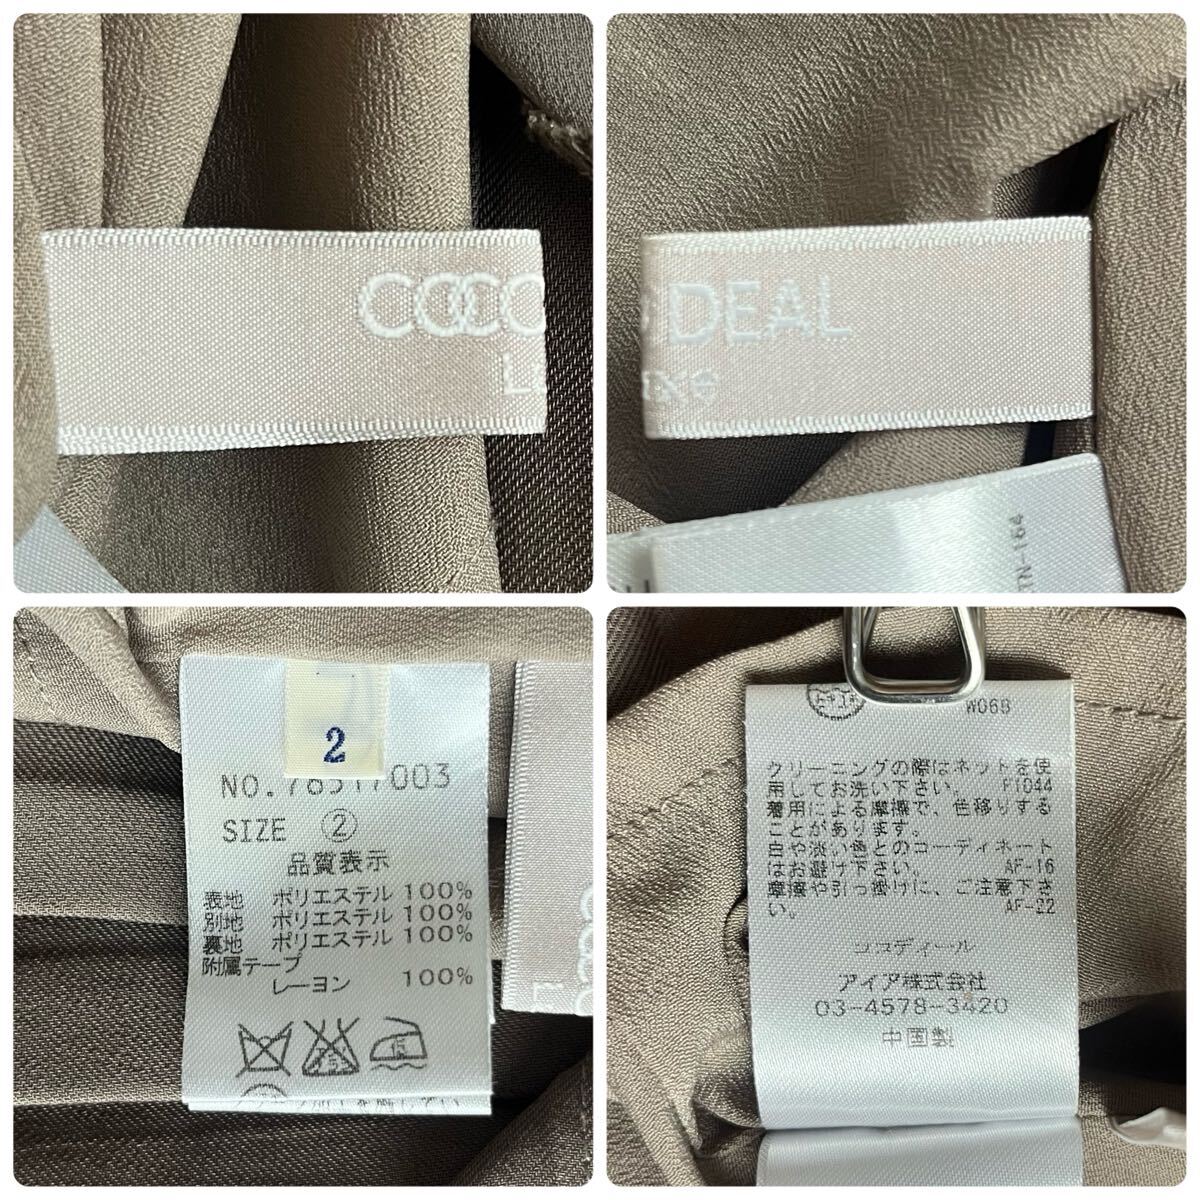 COCO
DEAL
TN-164
2
NO.78517003
SIZE ②
品質表示
表地 ポリエステル 100%
別地 ポリエステル 100%
裏地 ポリエステル 100%
附属テープ
レーヨン 100%
W06B
クリーニングの際はネットを使
用してお洗い下さい。 F1044
着用による摩擦で、色移りする
ことがあります。
白や淡い色とのコーディネート
はお避け下さい。 AF-16
摩擦や引っ掛けに、ご注意下さ
い。 AF-22
ココディール
アイア株式会社
03-4578-3420
中国製